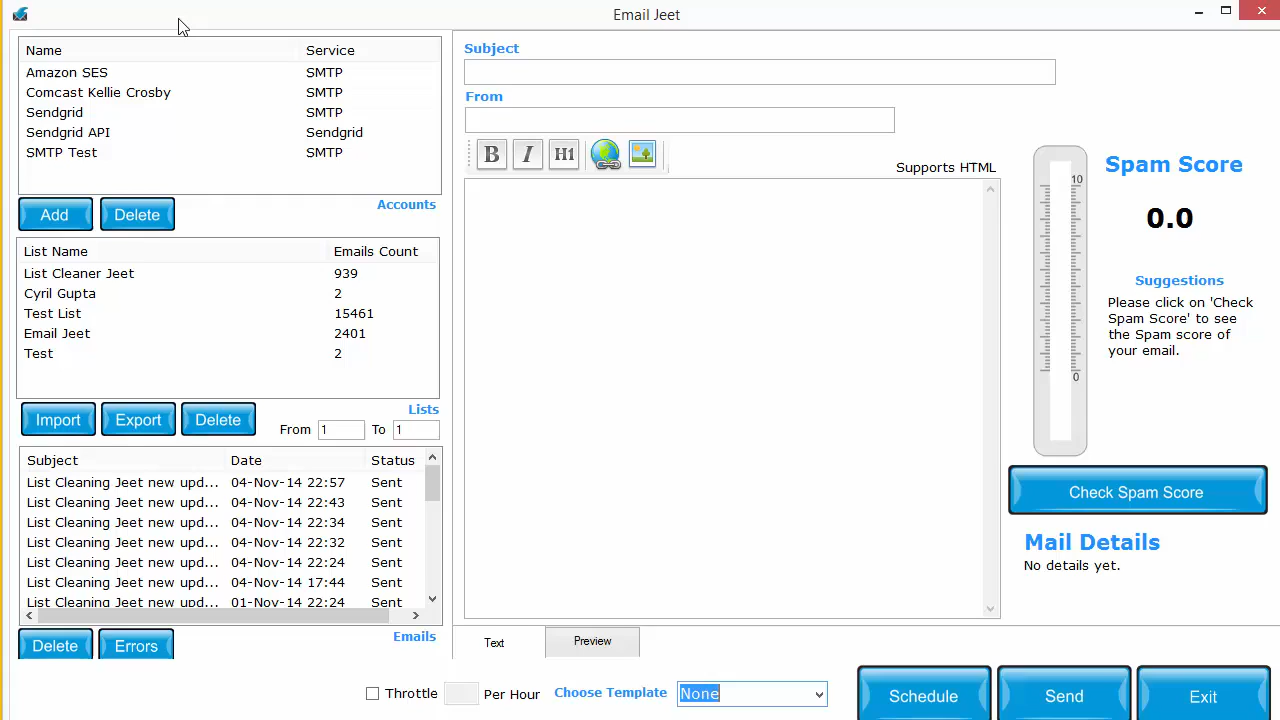 Email Jeet
Name Service
Amazon SES SMTP
Comcast Kellie Crosby SMTP
Sendgrid SMTP
Sendgrid API Sendgrid
SMTP Test SMTP
Add Delete Accounts
List Name Emails Count
List Cleaner Jeet 939
Cyril Gupta 2
Test List 15461
Email Jeet 2401
Test 2
Import Export Delete Lists
From 1 To 1
Subject Date Status
List Cleaning Jeet new upd... 04-Nov-14 22:57 Sent
List Cleaning Jeet new upd... 04-Nov-14 22:43 Sent
List Cleaning Jeet new upd... 04-Nov-14 22:34 Sent
List Cleaning Jeet new upd... 04-Nov-14 22:32 Sent
List Cleaning Jeet new upd... 04-Nov-14 22:24 Sent
List Cleaning Jeet new upd... 04-Nov-14 17:44 Sent
List Cleaning Jeet new upd... 01-Nov-14 22:24 Sent
Delete Errors Emails
Subject
From
B I H1
Supports HTML
Text Preview
10
0
Spam Score
0.0
Suggestions
Please click on 'Check
Spam Score' to see
the Spam score of
your email.
Check Spam Score
Mail Details
No details yet.
Throttle Per Hour Choose Template None
Schedule Send Exit